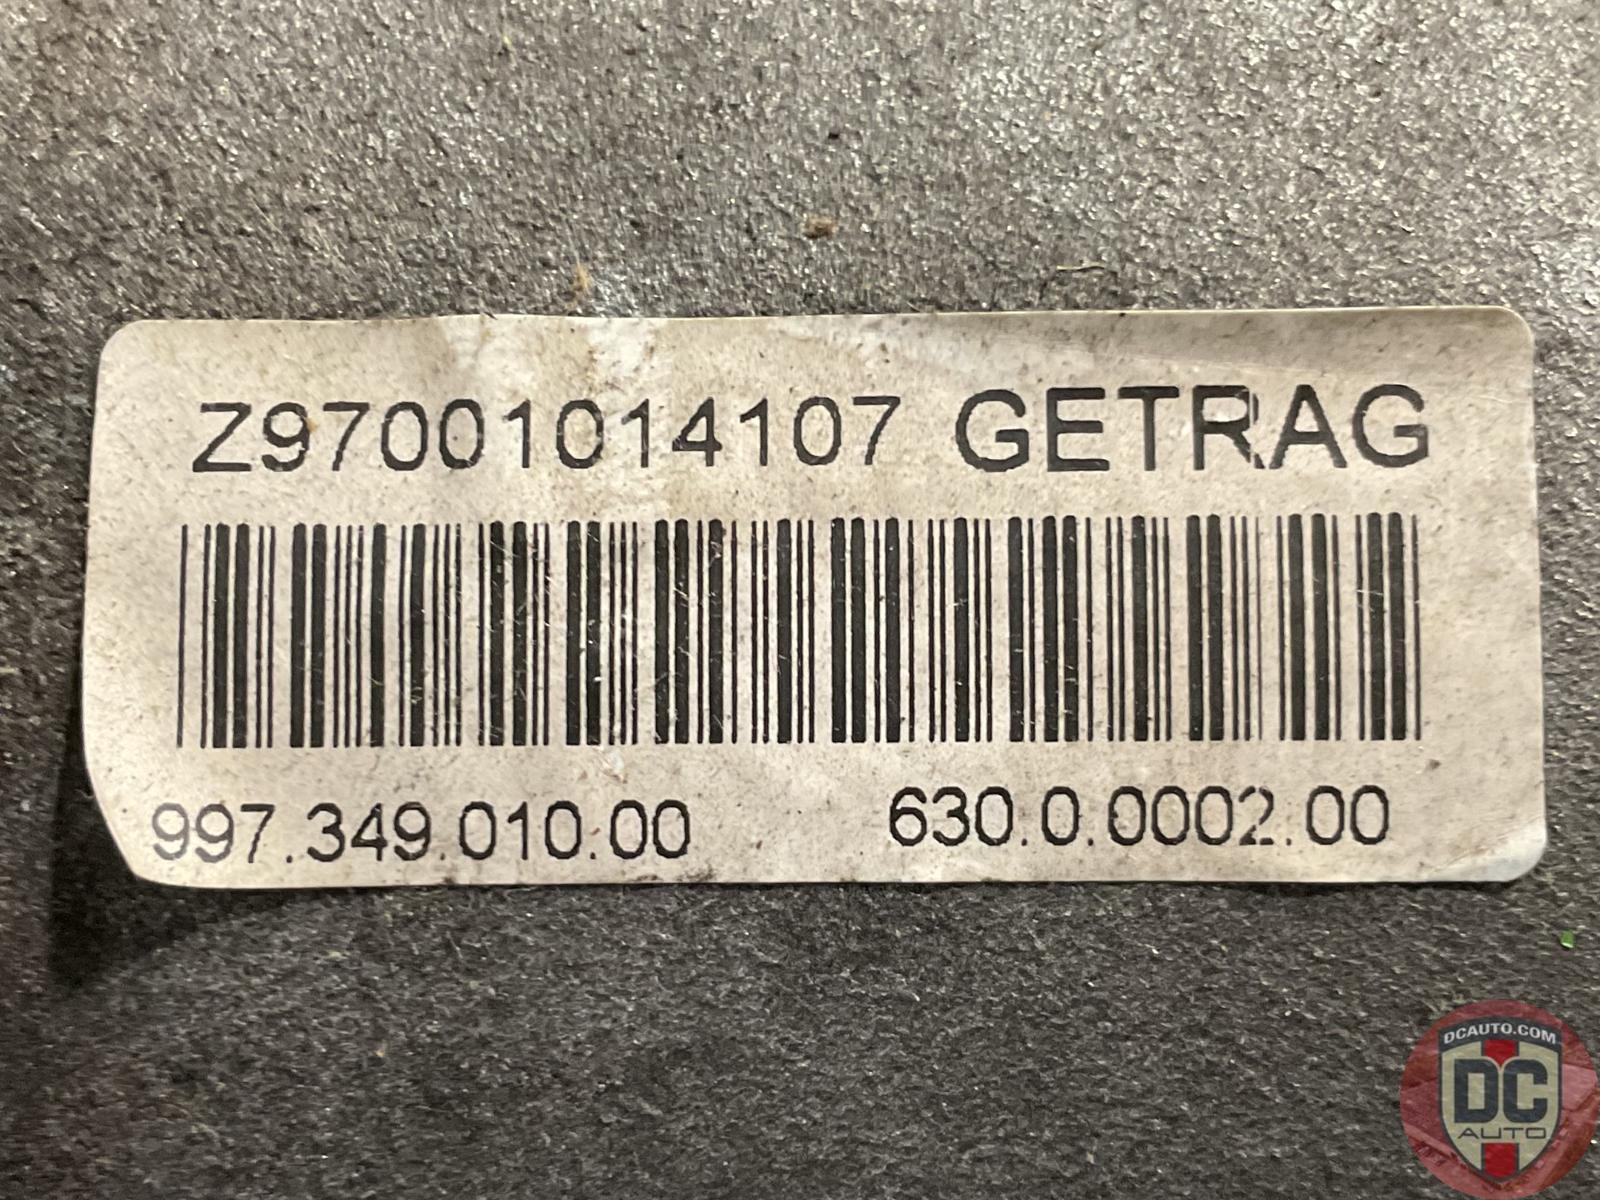 Z97001014107 GETRAG
997.349.010.00 630.0.0002.00
DCAUTO.COM
DC
AUTO